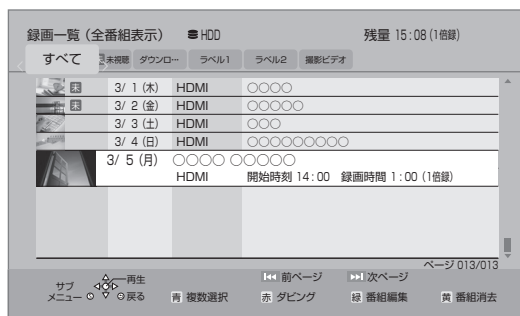 録画一覧（全番組表示） HDD 残量 15：08（1倍録）
すべて 未視聴 ダウンロ… ラベル1 ラベル2 撮影ビデオ
未 3/ 1（木） HDMI 〇〇〇〇
未 3/ 2（金） HDMI 〇〇〇〇〇
3/ 3（土） HDMI 〇〇〇
3/ 4（日） HDMI 〇〇〇〇〇〇〇〇〇
3/ 5（月） 〇〇〇〇 〇〇〇〇〇
HDMI 開始時刻 14：00 録画時間 1：00（1倍録）
ページ 013/013
サブメニュー 再生 戻る 前ページ 次ページ
青 複数選択 赤 ダビング 緑 番組編集 黄 番組消去